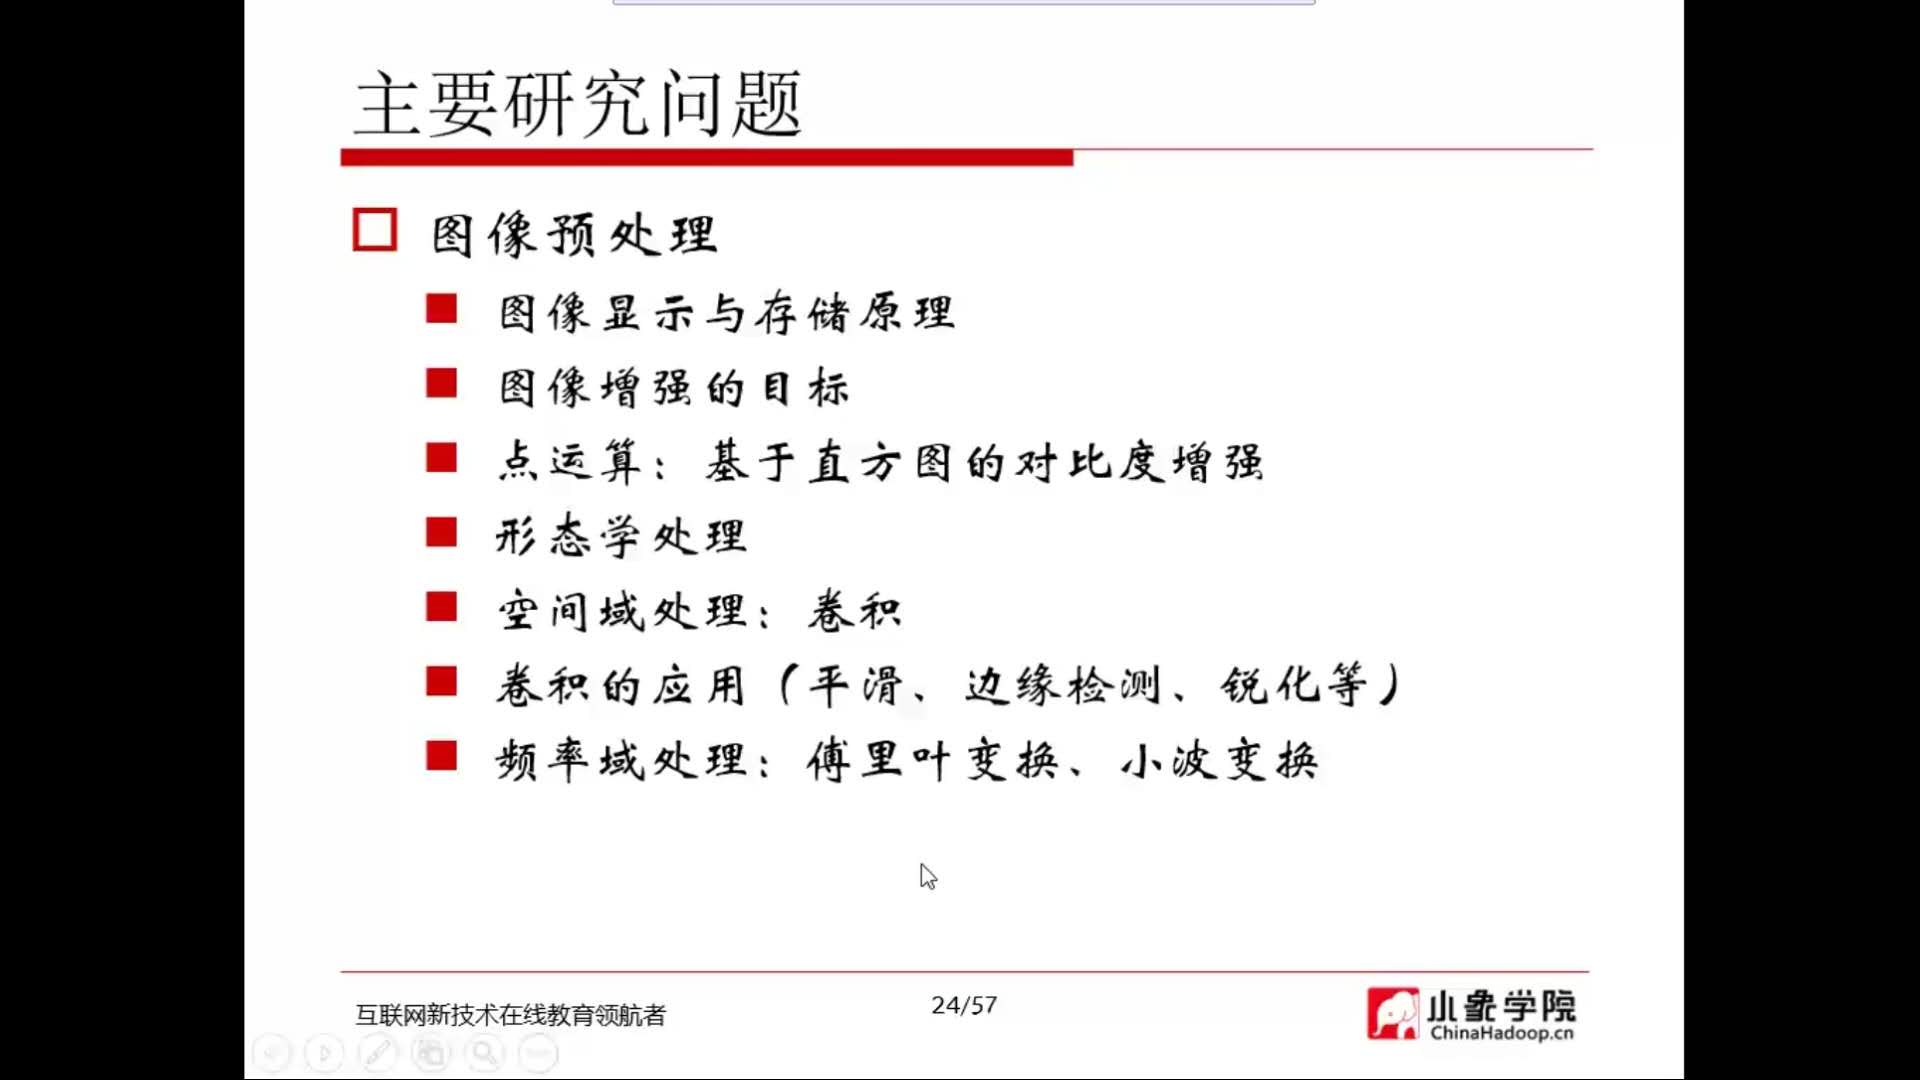 主要研究问题
图像预处理
图像显示与存储原理
图像增强的目标
点运算：基于直方图的对比度增强
形态学处理
空间域处理：卷积
卷积的应用（平滑、边缘检测、锐化等）
频率域处理：傅里叶变换、小波变换
互联网新技术在线教育领航者
24/57
小象学院
ChinaHadoop.cn